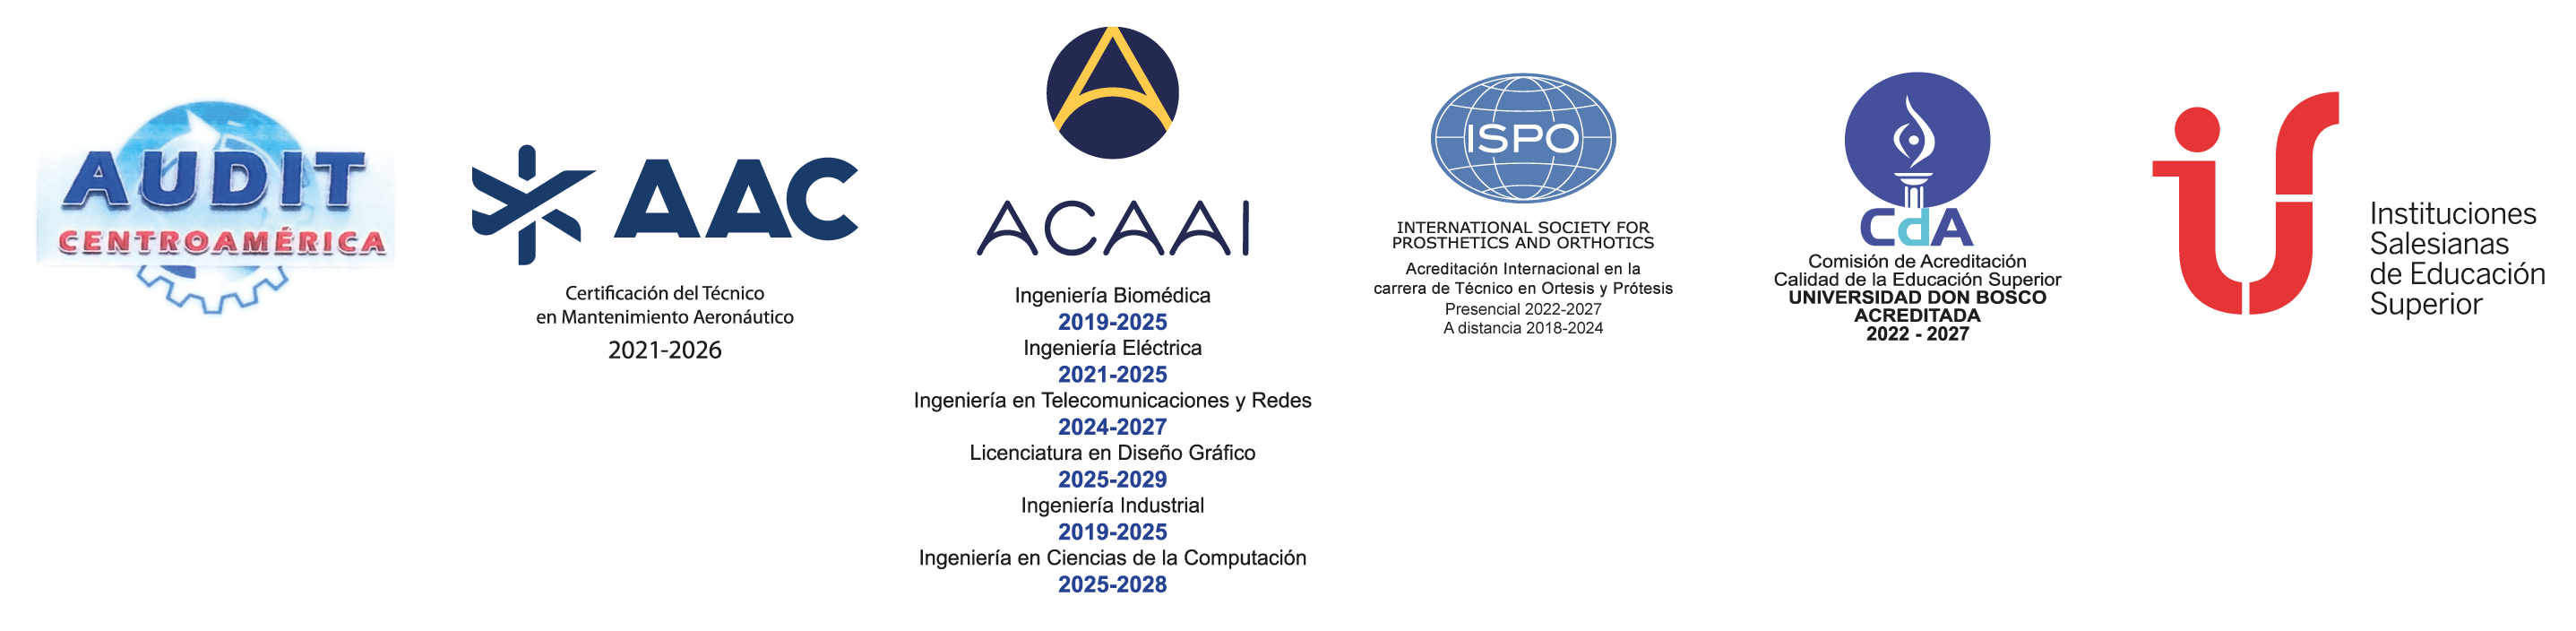 AUDIT
CENTROAMÉRICA
AAC
Certificación del Técnico
en Mantenimiento Aeronáutico
2021-2026
ACAAI
Ingeniería Biomédica
2019-2025
Ingeniería Eléctrica
2021-2025
Ingeniería en Telecomunicaciones y Redes
2024-2027
Licenciatura en Diseño Gráfico
2025-2029
Ingeniería Industrial
2019-2025
Ingeniería en Ciencias de la Computación
2025-2028
ISPO
INTERNATIONAL SOCIETY FOR
PROSTHETICS AND ORTHOTICS
Acreditación Internacional en la
carrera de Técnico en Ortesis y Prótesis
Presencial 2022-2027
A distancia 2018-2024
CdA
Comisión de Acreditación
Calidad de la Educación Superior
UNIVERSIDAD DON BOSCO
ACREDITADA
2022 - 2027
Instituciones
Salesianas
de Educación
Superior